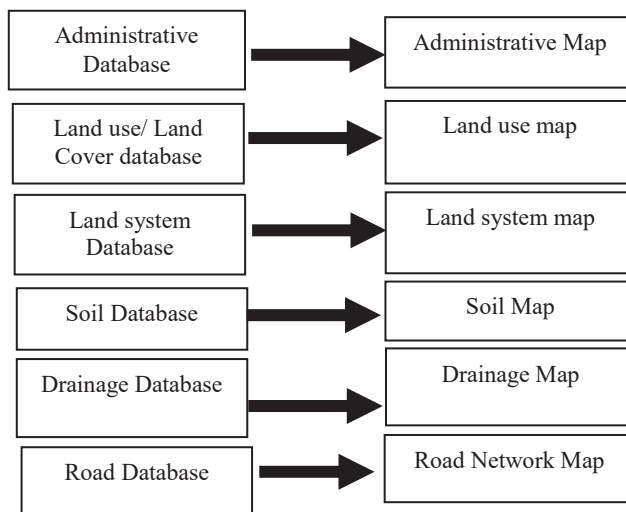 Administrative
Database
Administrative Map
Land use/ Land
Cover database
Land use map
Land system
Database
Land system map
Soil Database
Soil Map
Drainage Database
Drainage Map
Road Database
Road Network Map